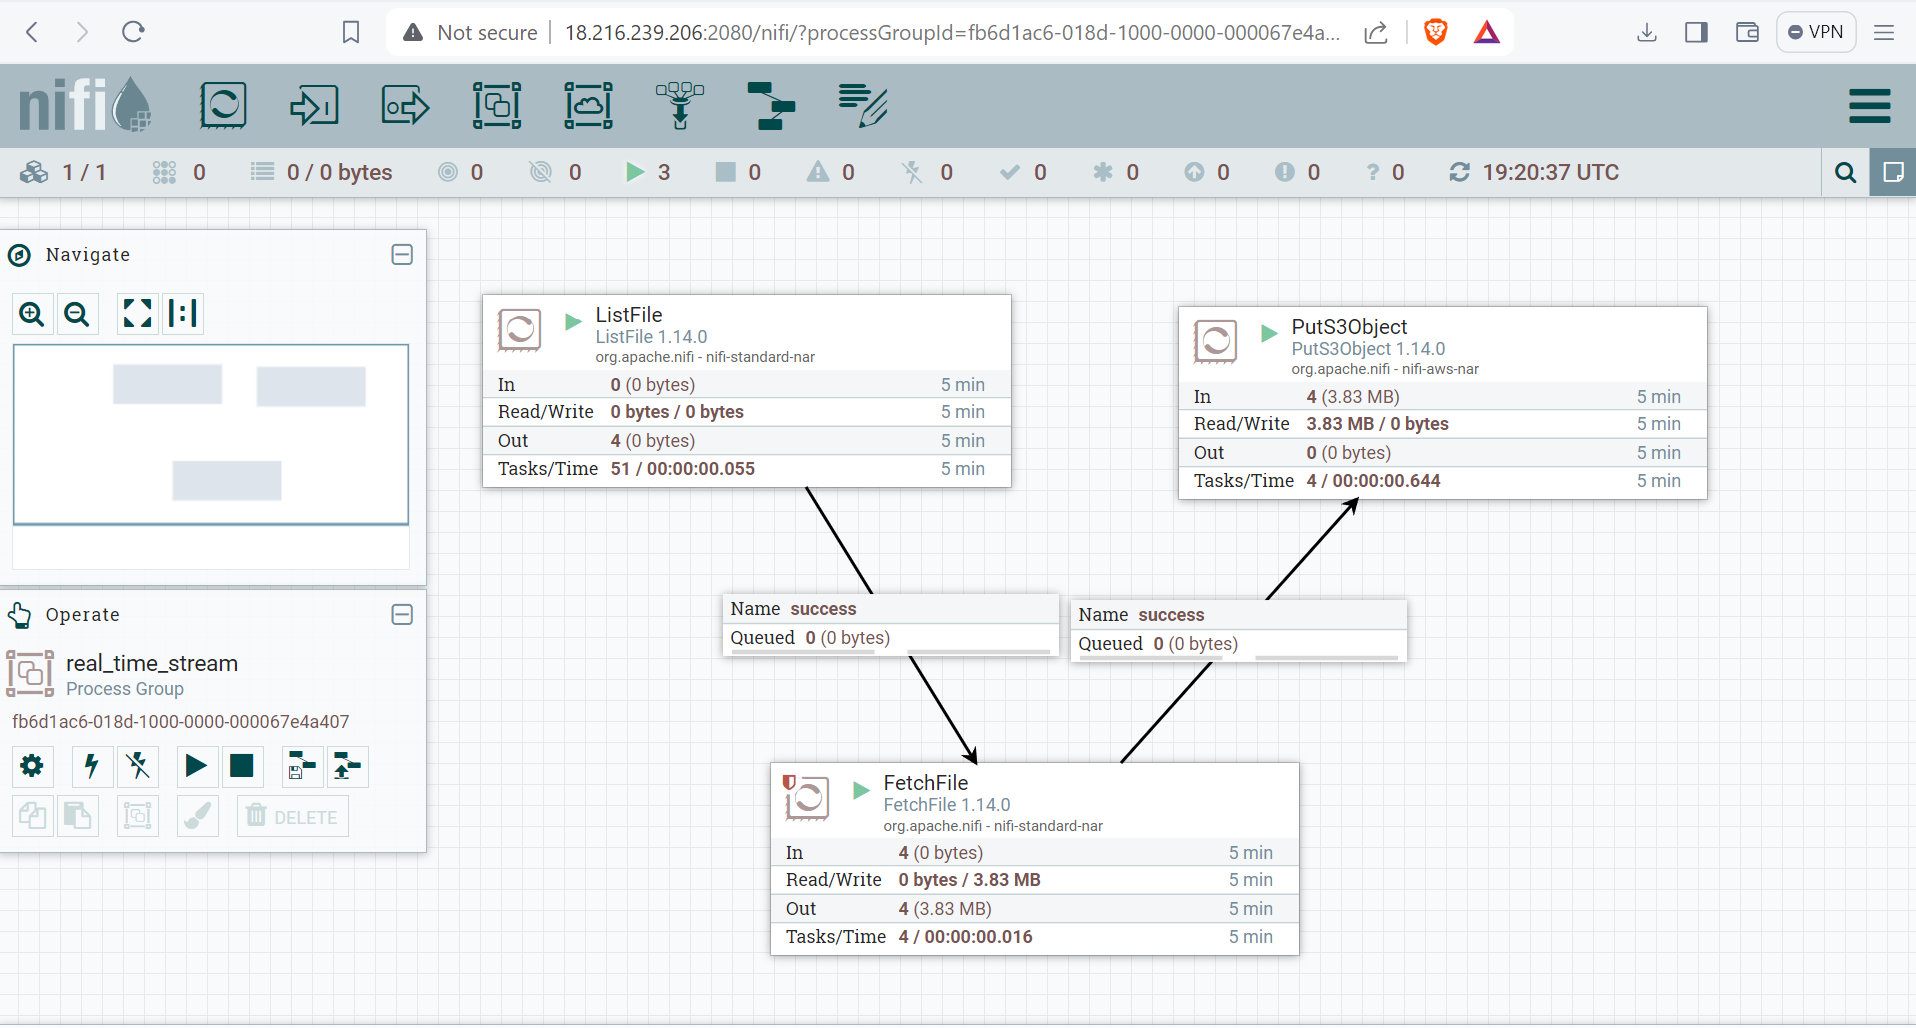 Not secure 18.216.239.206:2080/nifi/?processGroupId=fb6d1ac6-018d-1000-0000-000067e4a... VPN
nifi
1 / 1 0 0 / 0 bytes 0 0 3 0 0 0 0 0 0 0 0 19:20:37 UTC
Navigate
Operate
real_time_stream
Process Group
fb6d1ac6-018d-1000-0000-000067e4a407
DELETE
ListFile
ListFile 1.14.0
org.apache.nifi - nifi-standard-nar
In 0 (0 bytes) 5 min
Read/Write 0 bytes / 0 bytes 5 min
Out 4 (0 bytes) 5 min
Tasks/Time 51 / 00:00:00.055 5 min
PutS3Object
PutS3Object 1.14.0
org.apache.nifi - nifi-aws-nar
In 4 (3.83 MB) 5 min
Read/Write 3.83 MB / 0 bytes 5 min
Out 0 (0 bytes) 5 min
Tasks/Time 4 / 00:00:00.644 5 min
Name success
Queued 0 (0 bytes)
Name success
Queued 0 (0 bytes)
FetchFile
FetchFile 1.14.0
org.apache.nifi - nifi-standard-nar
In 4 (0 bytes) 5 min
Read/Write 0 bytes / 3.83 MB 5 min
Out 4 (3.83 MB) 5 min
Tasks/Time 4 / 00:00:00.016 5 min